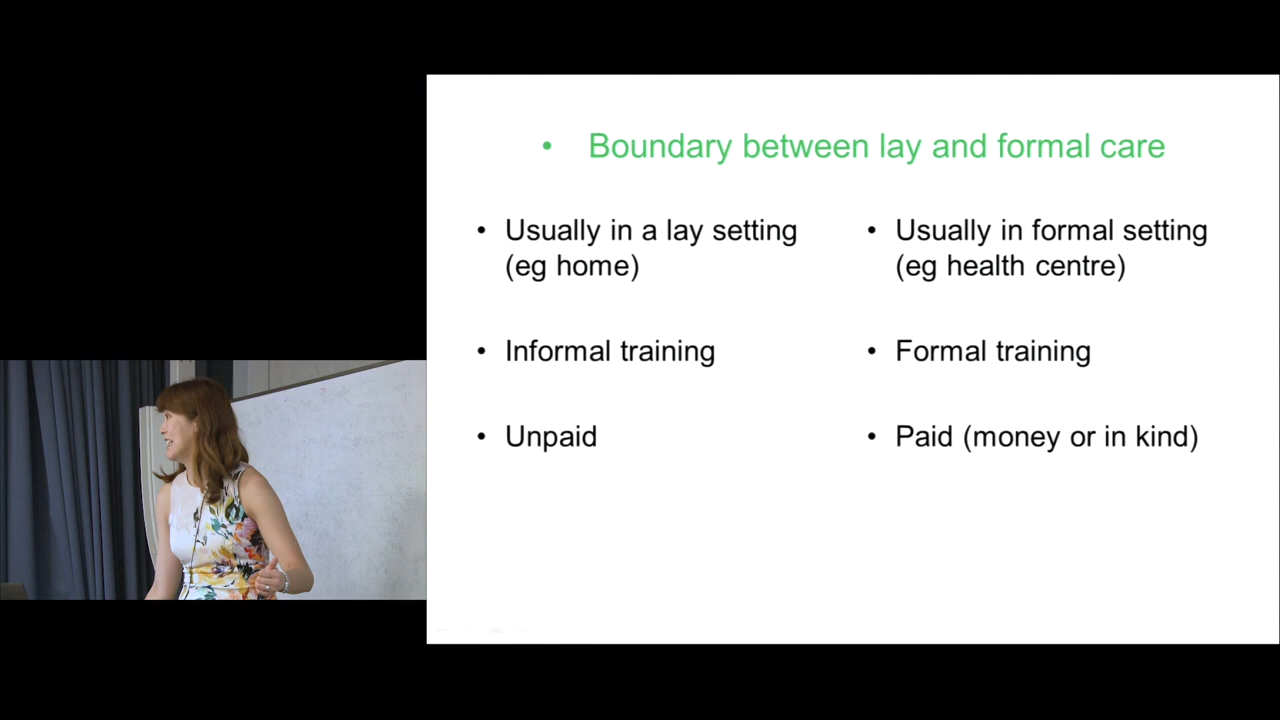 • Boundary between lay and formal care
• Usually in a lay setting
(eg home)
• Informal training
• Unpaid
• Usually in formal setting
(eg health centre)
• Formal training
• Paid (money or in kind)